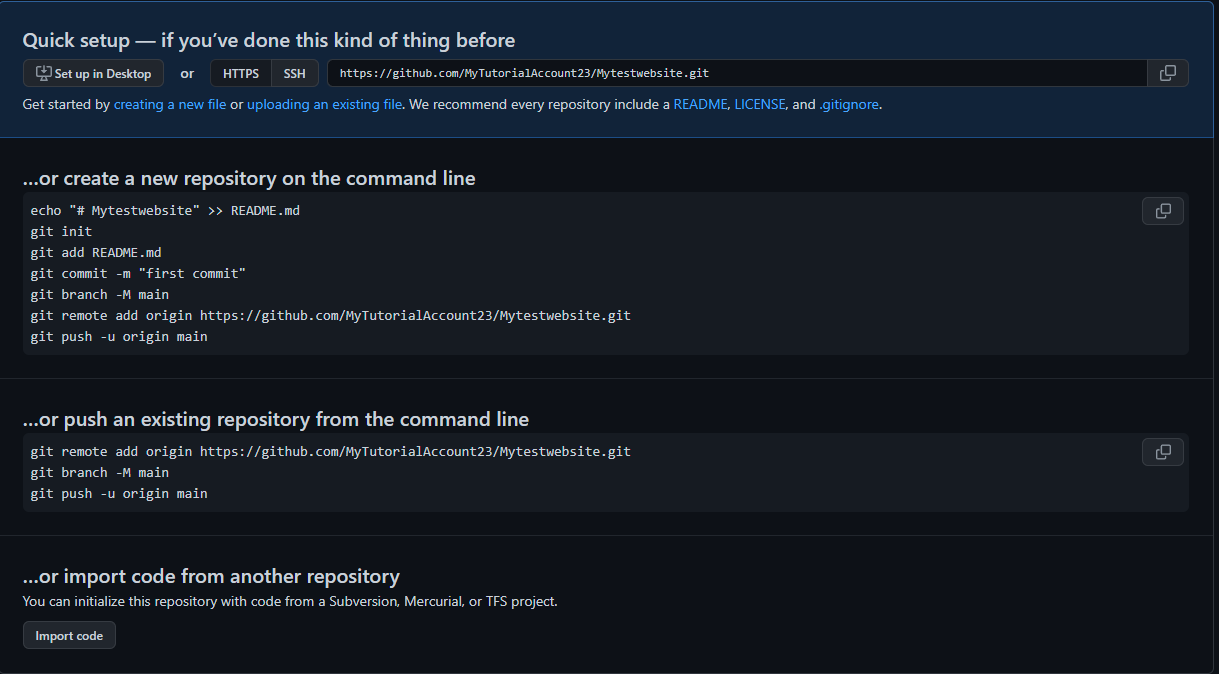 Quick setup — if you’ve done this kind of thing before
Set up in Desktop or HTTPS SSH https://github.com/MyTutorialAccount23/Mytestwebsite.git
Get started by creating a new file or uploading an existing file. We recommend every repository include a README, LICENSE, and .gitignore.
…or create a new repository on the command line
echo "# Mytestwebsite" >> README.md
git init
git add README.md
git commit -m "first commit"
git branch -M main
git remote add origin https://github.com/MyTutorialAccount23/Mytestwebsite.git
git push -u origin main
…or push an existing repository from the command line
git remote add origin https://github.com/MyTutorialAccount23/Mytestwebsite.git
git branch -M main
git push -u origin main
…or import code from another repository
You can initialize this repository with code from a Subversion, Mercurial, or TFS project.
Import code